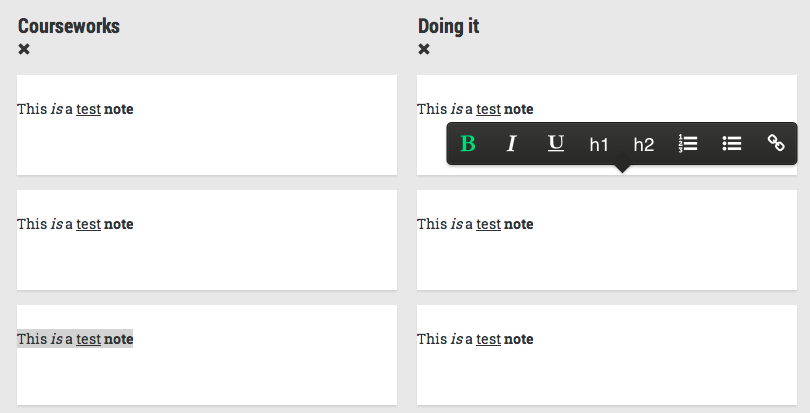 Courseworks
✖
This is a test note
This is a test note
This is a test note
Doing it
✖
This is a test note
B I U h1 h2
This is a test note
This is a test note